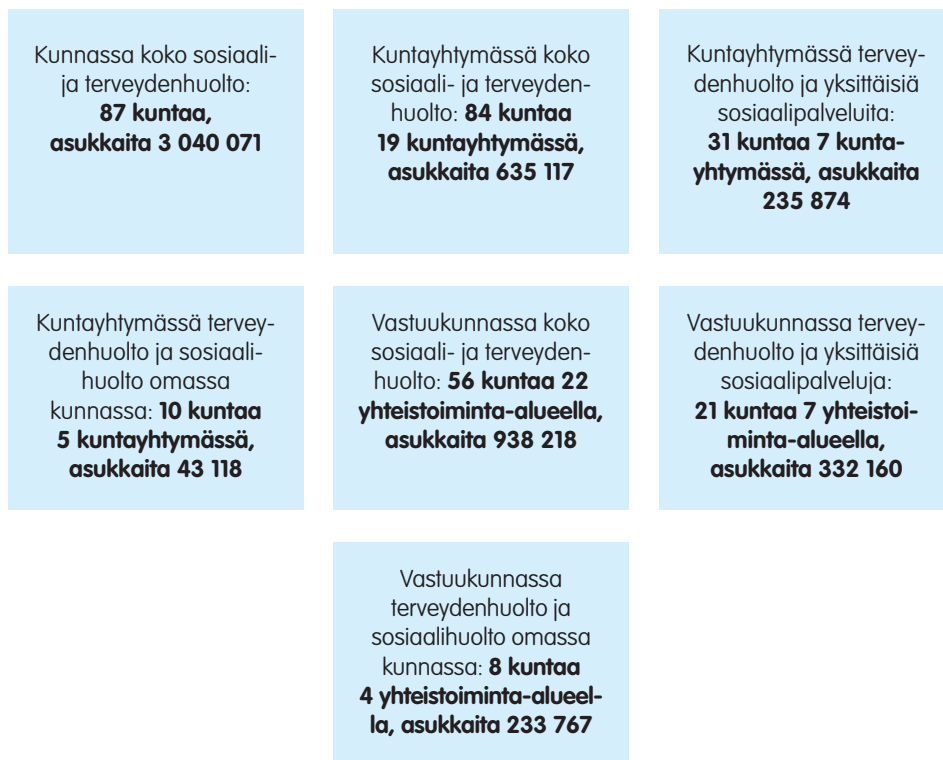 Kunnassa koko sosiaali-
ja terveydenhuolto:
87 kuntaa,
asukkaita 3 040 071
Kuntayhtymässä koko
sosiaali- ja terveyden-
huolto: 84 kuntaa
19 kuntayhtymässä,
asukkaita 635 117
Kuntayhtymässä tervey-
denhuolto ja yksittäisiä
sosiaalipalveluita:
31 kuntaa 7 kunta-
yhtymässä, asukkaita
235 874
Kuntayhtymässä tervey-
denhuolto ja sosiaali-
huolto omassa
kunnassa: 10 kuntaa
5 kuntayhtymässä,
asukkaita 43 118
Vastuukunnassa koko
sosiaali- ja terveyden-
huolto: 56 kuntaa 22
yhteistoiminta-alueella,
asukkaita 938 218
Vastuukunnassa tervey-
denhuolto ja yksittäisiä
sosiaalipalveluja:
21 kuntaa 7 yhteistoi-
minta-alueella,
asukkaita 332 160
Vastuukunnassa
terveydenhuolto ja
sosiaalihuolto omassa
kunnassa: 8 kuntaa
4 yhteistoiminta-alueel-
la, asukkaita 233 767